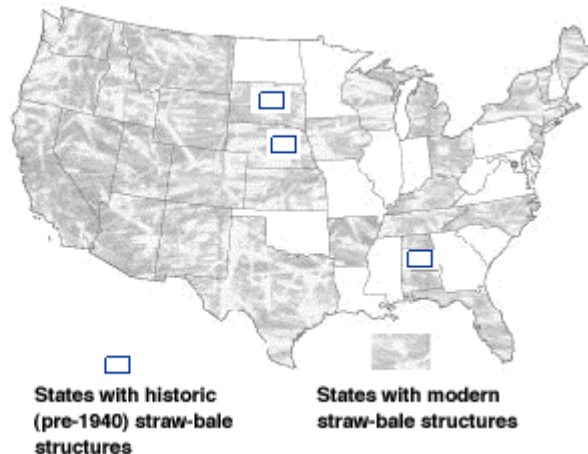 States with historic
(pre-1940) straw-bale
structures
States with modern
straw-bale structures